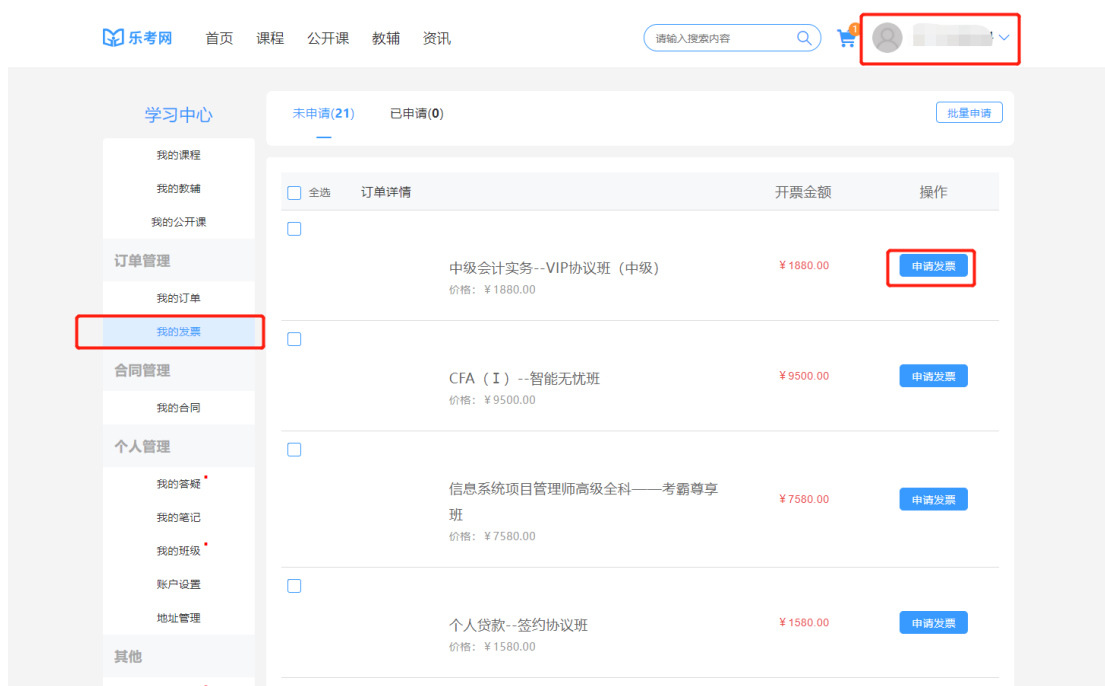 乐考网
首页 课程 公开课 教辅 资讯
请输入搜索内容
1
学习中心
我的课程
我的教辅
我的公开课
订单管理
我的订单
我的发票
合同管理
我的合同
个人管理
我的答疑
我的笔记
我的班级
账户设置
地址管理
其他
未申请(21) 已申请(0)
批量申请
全选 订单详情 开票金额 操作
中级会计实务--VIP协议班（中级）
价格：￥1880.00
￥1880.00
申请发票
CFA（Ⅰ）--智能无忧班
价格：￥9500.00
￥9500.00
申请发票
信息系统项目管理师高级全科——考霸尊享
班
价格：￥7580.00
￥7580.00
申请发票
个人贷款--签约协议班
价格：￥1580.00
￥1580.00
申请发票